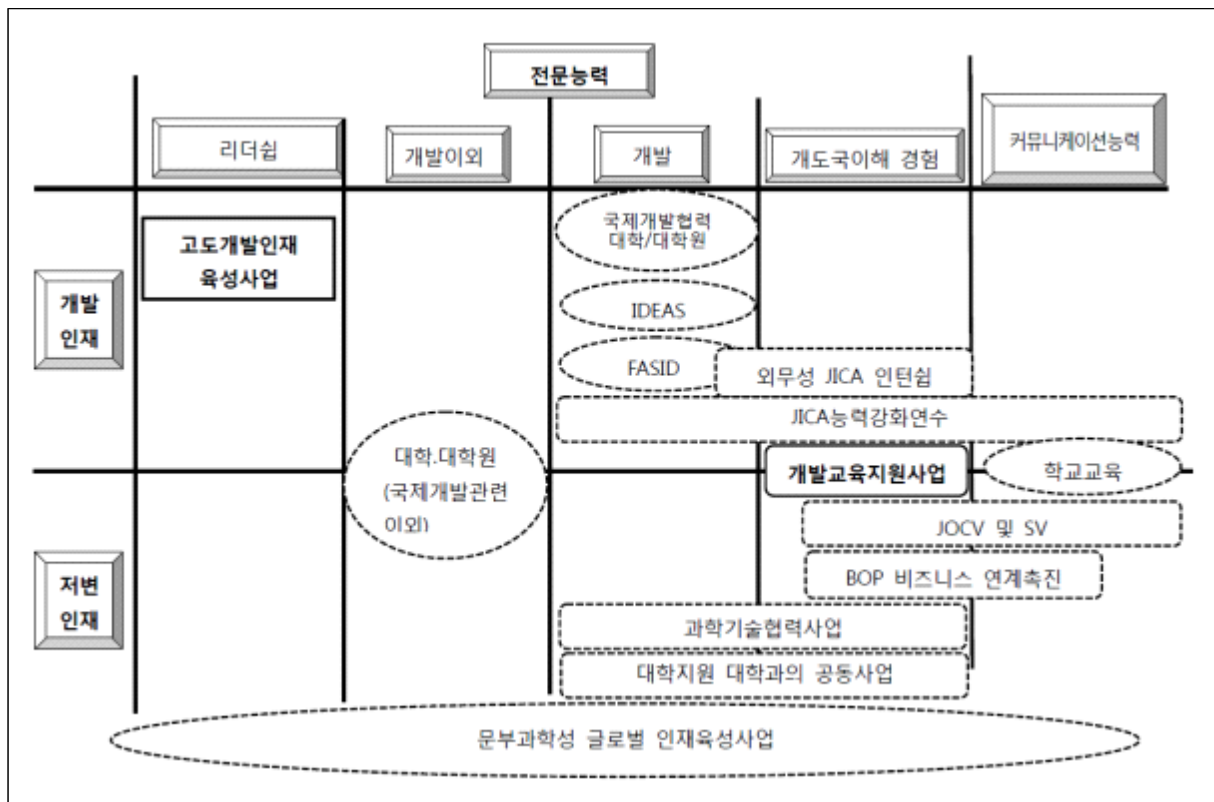 전문능력
리더쉽
개발이외
개발
개도국이해 경험
커뮤니케이션능력
개발
인재
고도개발인재
육성사업
국제개발협력
대학/대학원
IDEAS
FASID
외무성 JICA 인턴쉽
JICA능력강화연수
대학.대학원
(국제개발관련
이외)
개발교육지원사업
학교교육
저변
인재
JOCV 및 SV
BOP 비즈니스 연계촉진
과학기술협력사업
대학지원 대학과의 공동사업
문부과학성 글로벌 인재육성사업